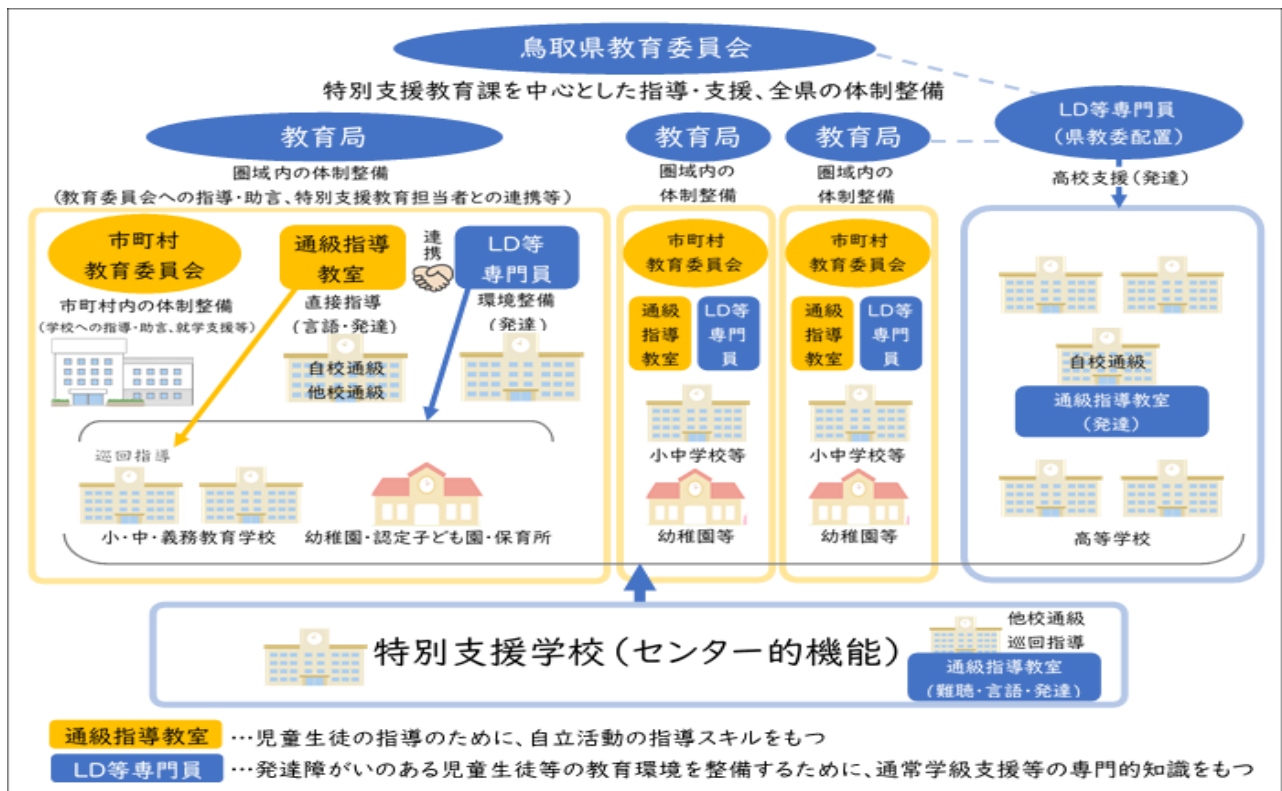 鳥取県教育委員会
特別支援教育課を中心とした指導・支援、全県の体制整備
LD等専門員
(県教委配置)
高校支援(発達)
教育局
圏域内の体制整備
(教育委員会への指導・助言、特別支援教育担当者との連携等)
市町村
教育委員会
市町村内の体制整備
(学校への指導・助言、就学支援等)
通級指導
教室
直接指導
(言語・発達)
自校通級
他校通級
連携
LD等
専門員
環境整備
(発達)
巡回指導
小・中・義務教育学校
幼稚園・認定子ども園・保育所
教育局
圏域内の
体制整備
市町村
教育委員会
通級
指導
教室
LD等
専門
員
小中学校等
幼稚園等
教育局
圏域内の
体制整備
市町村
教育委員会
通級
指導
教室
LD等
専門
員
小中学校等
幼稚園等
自校通級
通級指導教室
(発達)
高等学校
特別支援学校(センター的機能)
他校通級
巡回指導
通級指導教室
(難聴・言語・発達)
通級指導教室 …児童生徒の指導のために、自立活動の指導スキルをもつ
LD等専門員 …発達障がいのある児童生徒等の教育環境を整備するために、通常学級支援等の専門的知識をもつ